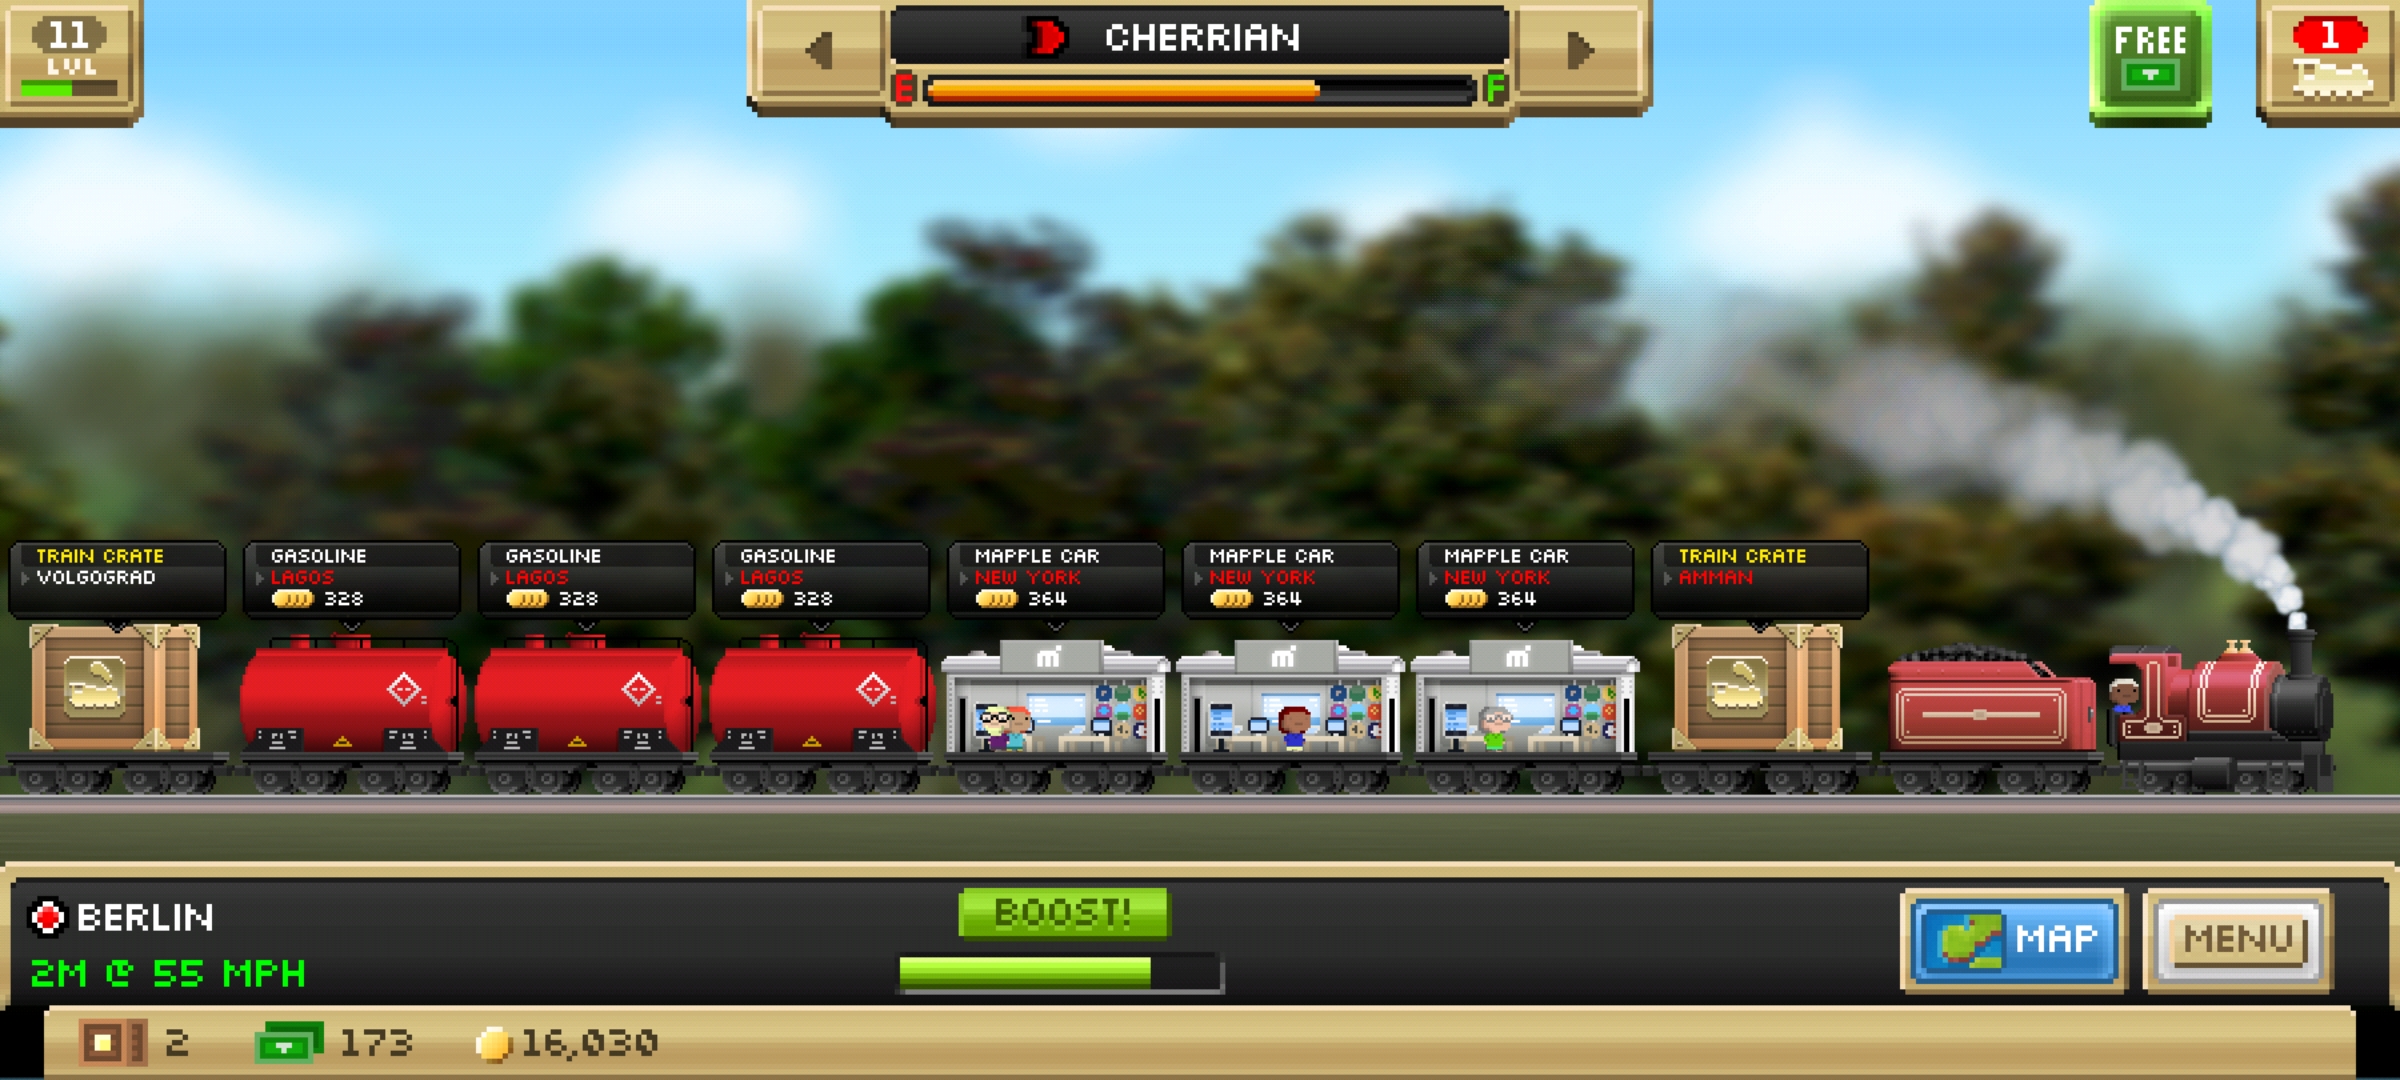 11
LVL
CHERRIAN
E F
FREE
1
TRAIN CRATE
VOLGOGRAD
GASOLINE
LAGOS
328
GASOLINE
LAGOS
328
GASOLINE
LAGOS
328
MAPPLE CAR
NEW YORK
364
MAPPLE CAR
NEW YORK
364
MAPPLE CAR
NEW YORK
364
TRAIN CRATE
AMMAN
m
m
m
BERLIN
2M @ 55 MPH
BOOST!
MAP
MENU
2
173
16,030